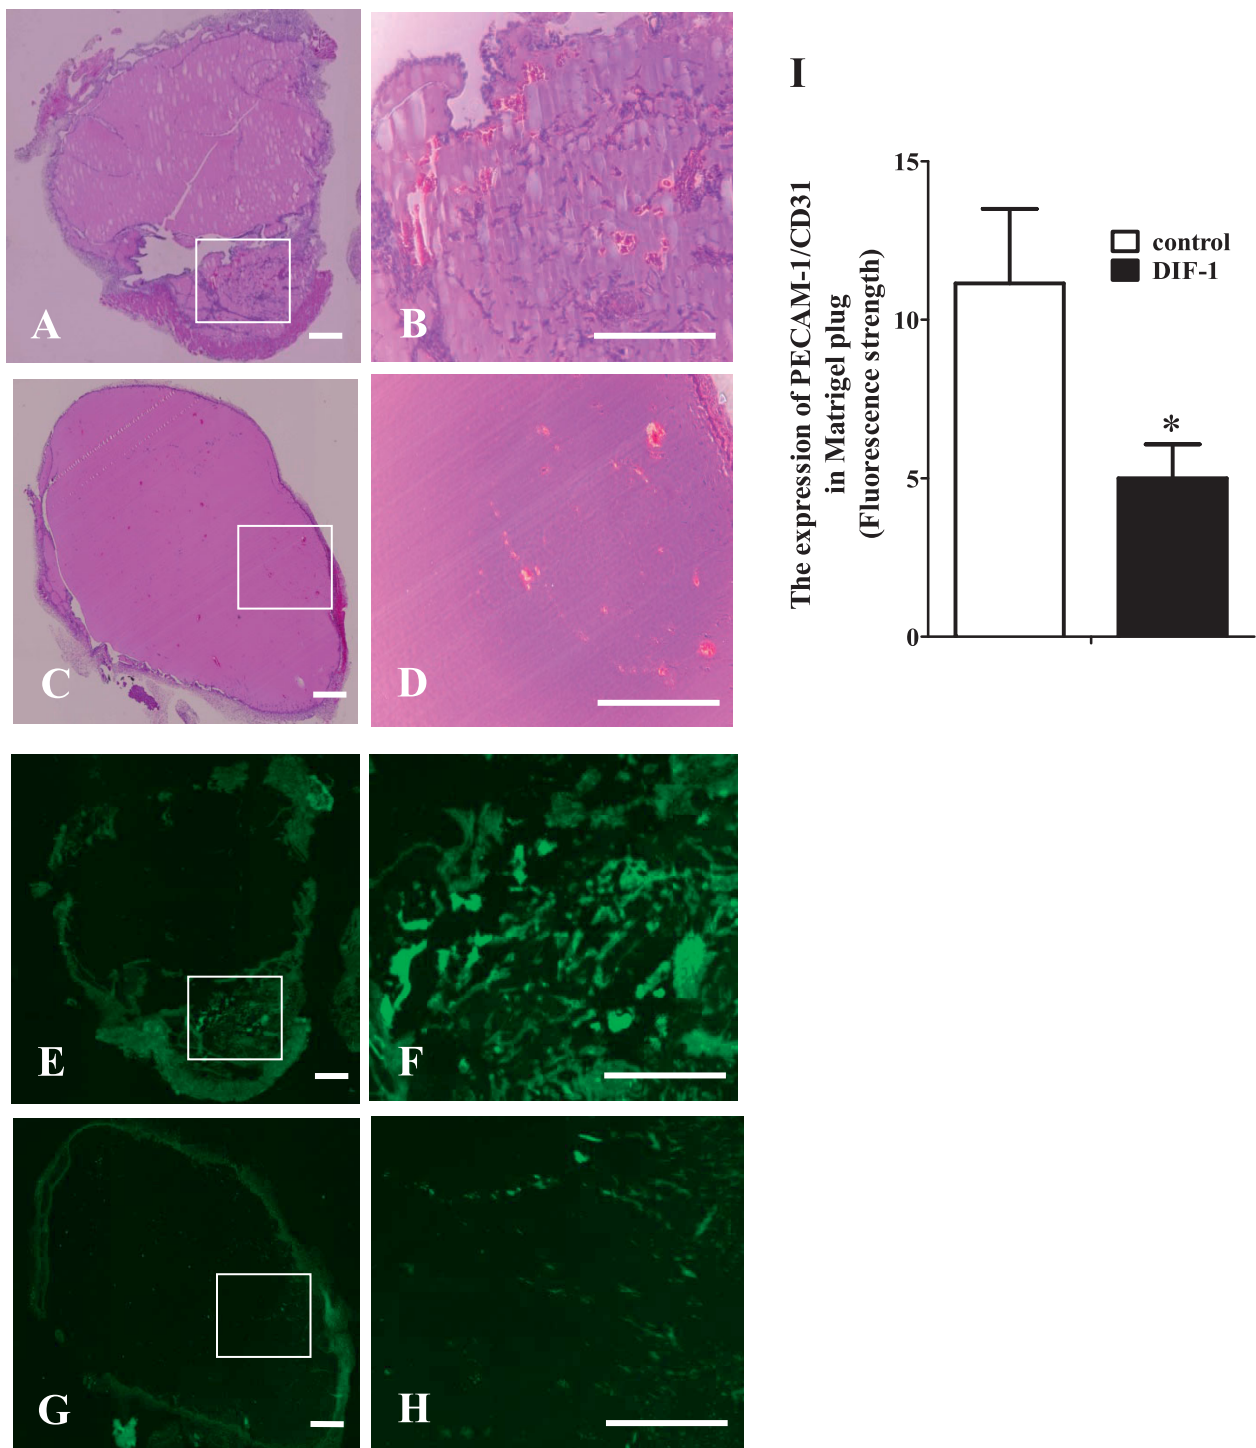 A
B
C
D
E
F
G
H
I
The expression of PECAM-1/CD31
in Matrigel plug
(Fluorescence strength)
15
10
5
0
control
DIF-1
*